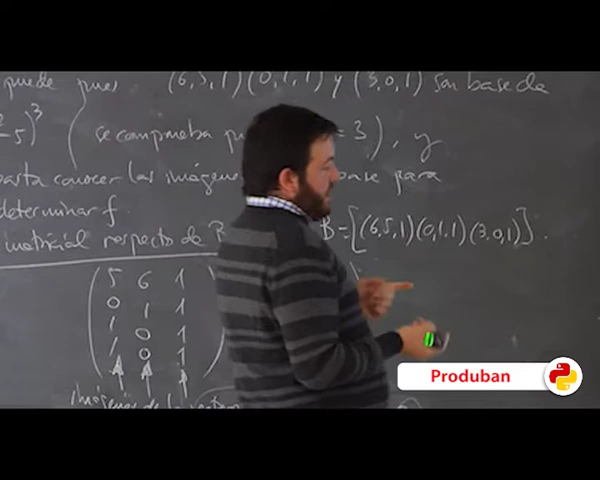 puede pues (6,5,1)(0,1,1) y (3,0,1) son base de
-5)³ (se comprueba = 3), y
conocer las base para
determinar f.
matricial respecto de B B=[(6,5,1)(0,1,1)(3,0,1)].
5 6 1
0 1 1
1 0 1
1 0 1
imágenes de
Produban